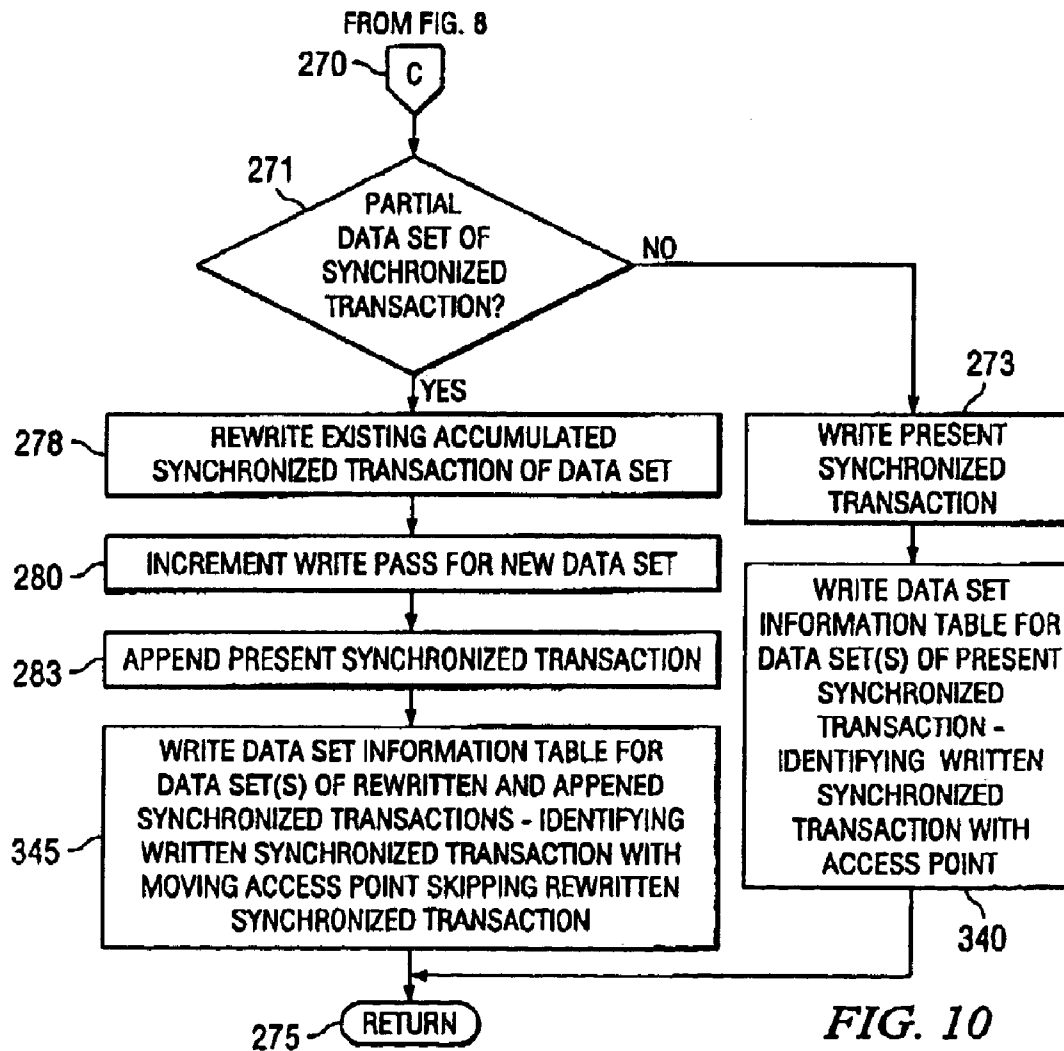 FROM FIG. 8
270
C
271
PARTIAL
DATA SET OF
SYNCHRONIZED
TRANSACTION?
NO
YES
278
REWRITE EXISTING ACCUMULATED
SYNCHRONIZED TRANSACTION OF DATA SET
280
INCREMENT WRITE PASS FOR NEW DATA SET
283
APPEND PRESENT SYNCHRONIZED TRANSACTION
345
WRITE DATA SET INFORMATION TABLE FOR
DATA SET(S) OF REWRITTEN AND APPENED
SYNCHRONIZED TRANSACTIONS - IDENTIFYING
WRITTEN SYNCHRONIZED TRANSACTION WITH
MOVING ACCESS POINT SKIPPING REWRITTEN
SYNCHRONIZED TRANSACTION
273
WRITE PRESENT
SYNCHRONIZED
TRANSACTION
WRITE DATA SET
INFORMATION TABLE FOR
DATA SET(S) OF PRESENT
SYNCHRONIZED
TRANSACTION -
IDENTIFYING WRITTEN
SYNCHRONIZED
TRANSACTION WITH
ACCESS POINT
340
275
RETURN
FIG. 10